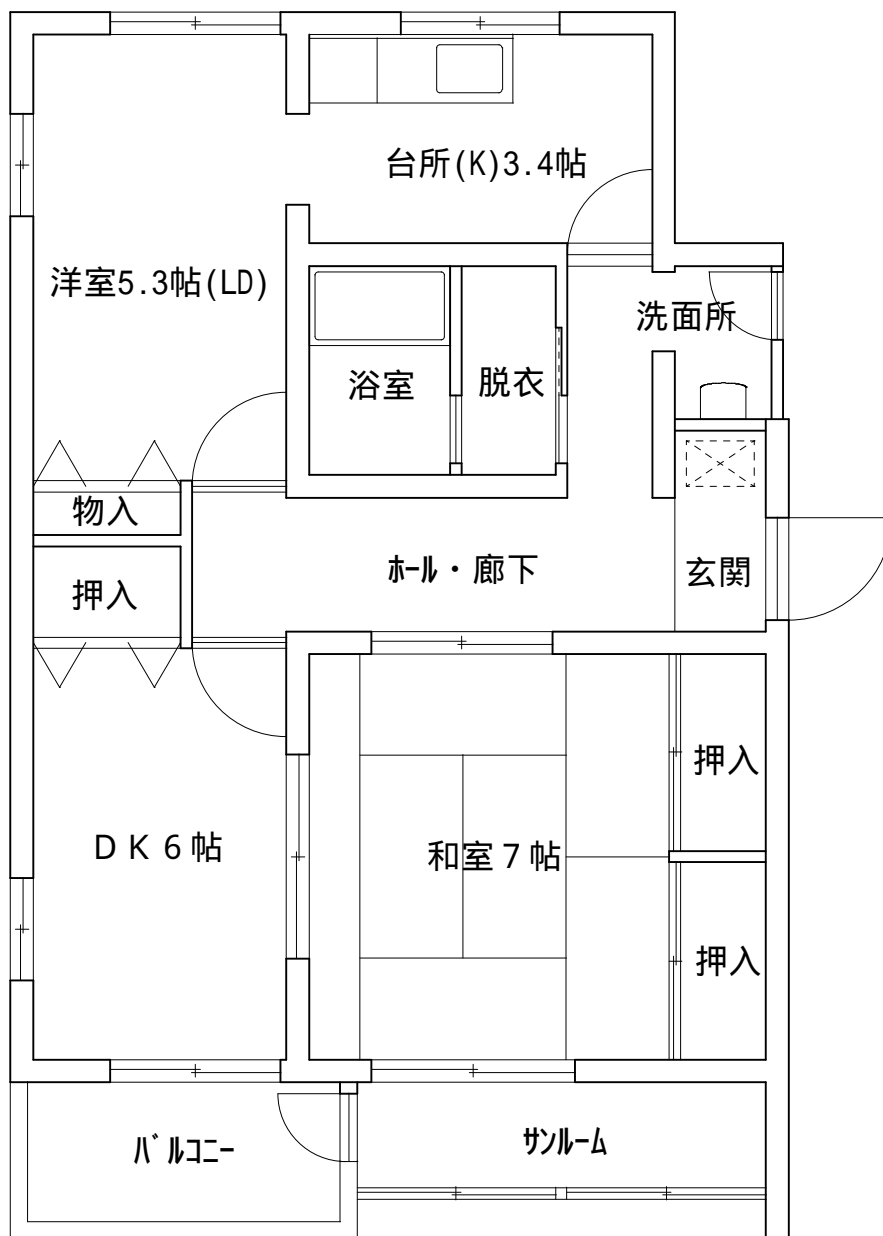 台所(K)3.4帖
洋室5.3帖(LD)
洗面所
浴室
脱衣
物入
ﾎｰﾙ・廊下
玄関
押入
押入
ＤＫ６帖
和室７帖
押入
ﾊﾞﾙｺﾆｰ
ｻﾝﾙｰﾑ